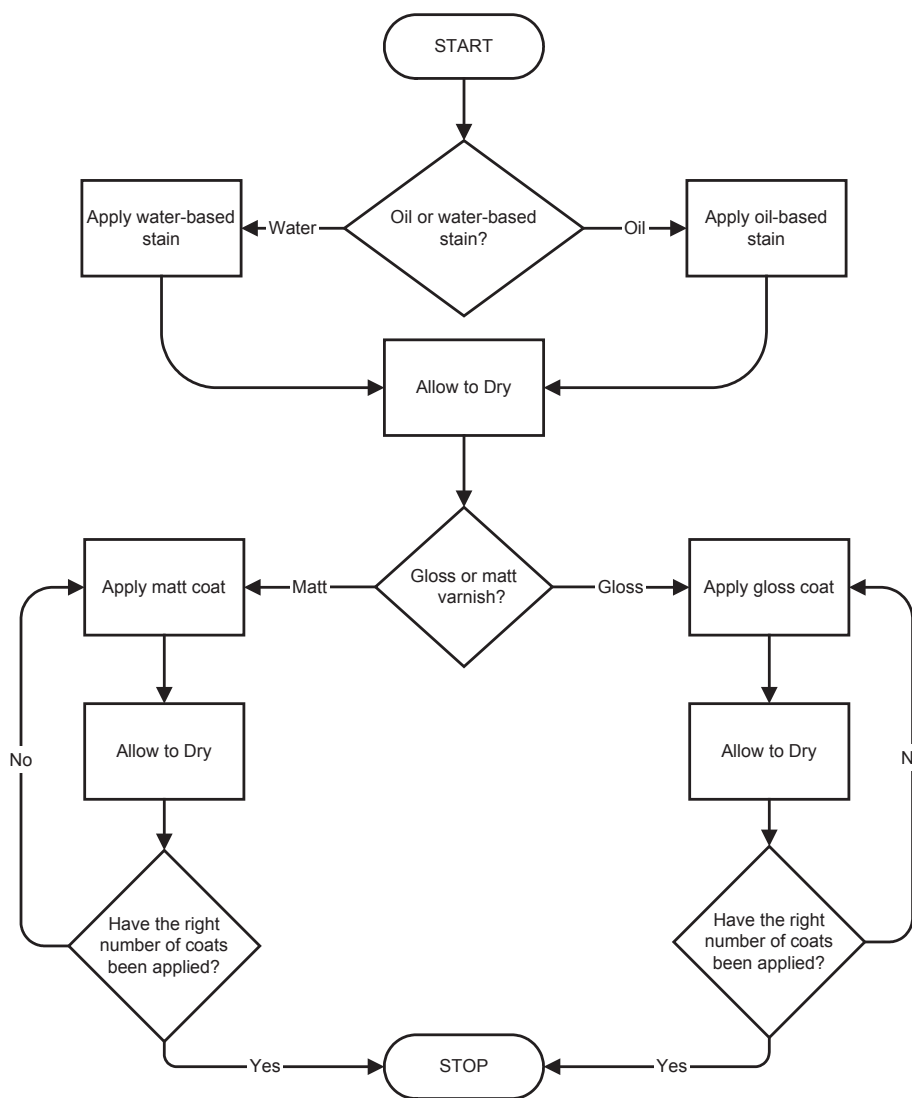 START
Oil or water-based
stain?
Water
Oil
Apply water-based
stain
Apply oil-based
stain
Allow to Dry
Gloss or matt
varnish?
Matt
Gloss
Apply matt coat
Apply gloss coat
Allow to Dry
Allow to Dry
No
Have the right
number of coats
been applied?
Have the right
number of coats
been applied?
Yes
STOP
Yes